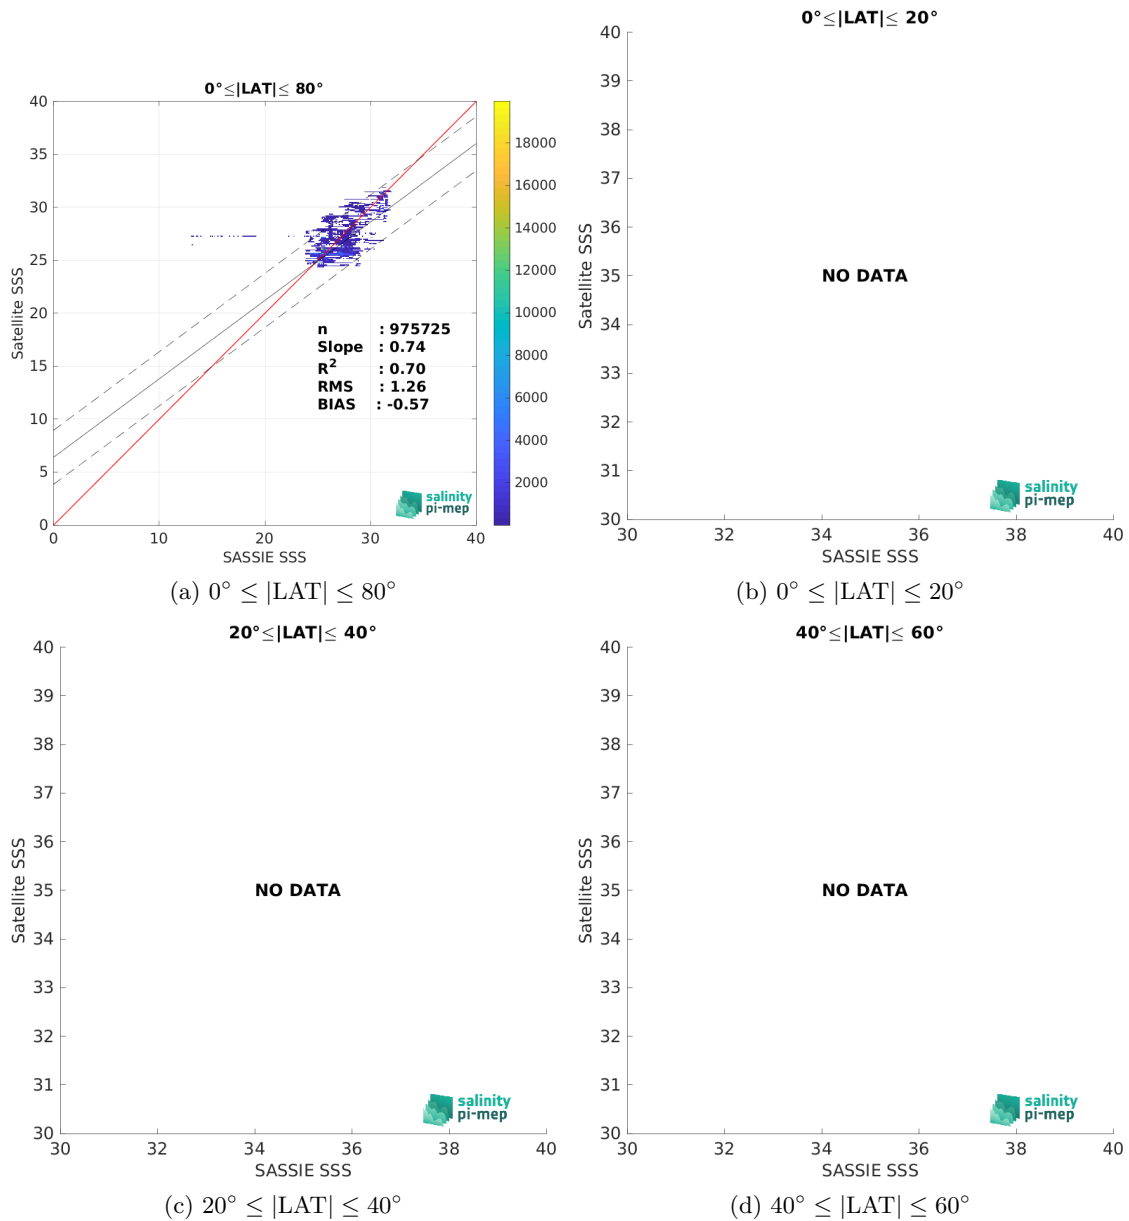 0°≤|LAT|≤ 80°
40
35
30
25
20
15
10
5
0
0 10 20 30 40
Satellite SSS
SASSIE SSS
n : 975725
Slope : 0.74
R² : 0.70
RMS : 1.26
BIAS : -0.57
salinity
pi-mep
18000
16000
14000
12000
10000
8000
6000
4000
2000
(a) 0° ≤ |LAT| ≤ 80°
0°≤|LAT|≤ 20°
40
39
38
37
36
35
34
33
32
31
30
30 32 34 36 38 40
Satellite SSS
NO DATA
SASSIE SSS
salinity
pi-mep
(b) 0° ≤ |LAT| ≤ 20°
20°≤|LAT|≤ 40°
40
39
38
37
36
35
34
33
32
31
30
30 32 34 36 38 40
Satellite SSS
NO DATA
SASSIE SSS
salinity
pi-mep
(c) 20° ≤ |LAT| ≤ 40°
40°≤|LAT|≤ 60°
40
39
38
37
36
35
34
33
32
31
30
30 32 34 36 38 40
Satellite SSS
NO DATA
SASSIE SSS
salinity
pi-mep
(d) 40° ≤ |LAT| ≤ 60°